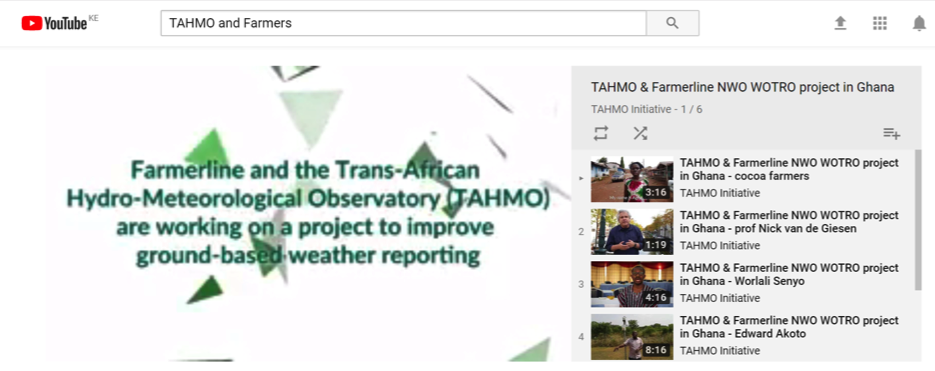 YouTube KE
TAHMO and Farmers
Farmerline and the Trans-African
Hydro-Meteorological Observatory (TAHMO)
are working on a project to improve
ground-based weather reporting
TAHMO & Farmerline NWO WOTRO project in Ghana
TAHMO Initiative - 1 / 6
TAHMO & Farmerline NWO WOTRO project
in Ghana - cocoa farmers
TAHMO Initiative
3:16
2
TAHMO & Farmerline NWO WOTRO project
in Ghana - prof Nick van de Giesen
TAHMO Initiative
1:19
3
TAHMO & Farmerline NWO WOTRO project
in Ghana - Worlali Senyo
TAHMO Initiative
4:16
4
TAHMO & Farmerline NWO WOTRO project
in Ghana - Edward Akoto
TAHMO Initiative
8:16